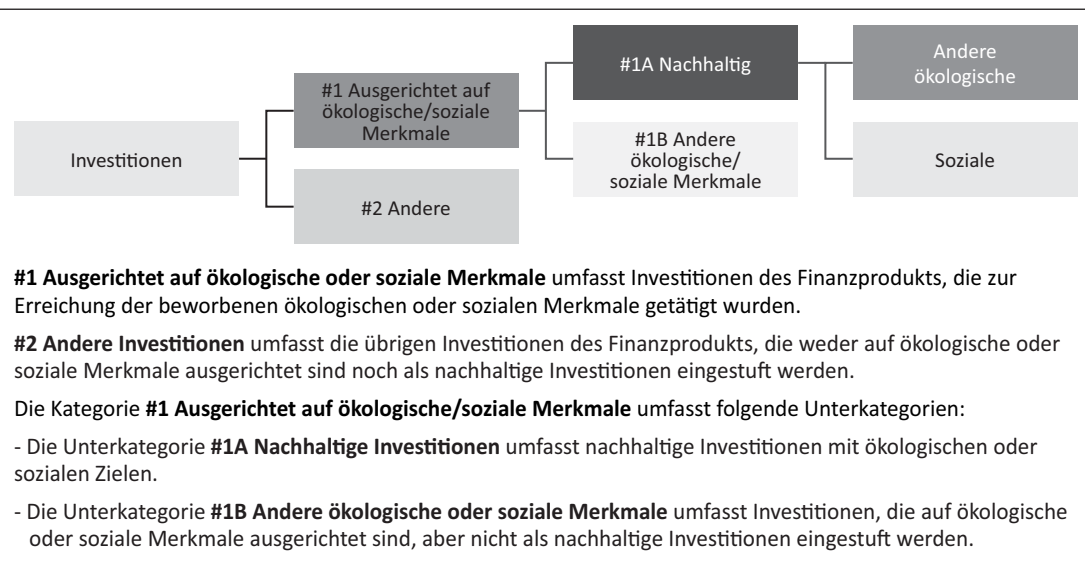 Investitionen
#1 Ausgerichtet auf
ökologische/soziale
Merkmale
#2 Andere
#1A Nachhaltig
#1B Andere
ökologische/
soziale Merkmale
Andere
ökologische
Soziale
#1 Ausgerichtet auf ökologische oder soziale Merkmale umfasst Investitionen des Finanzprodukts, die zur
Erreichung der beworbenen ökologischen oder sozialen Merkmale getätigt wurden.
#2 Andere Investitionen umfasst die übrigen Investitionen des Finanzprodukts, die weder auf ökologische oder
soziale Merkmale ausgerichtet sind noch als nachhaltige Investitionen eingestuft werden.
Die Kategorie #1 Ausgerichtet auf ökologische/soziale Merkmale umfasst folgende Unterkategorien:
- Die Unterkategorie #1A Nachhaltige Investitionen umfasst nachhaltige Investitionen mit ökologischen oder
sozialen Zielen.
- Die Unterkategorie #1B Andere ökologische oder soziale Merkmale umfasst Investitionen, die auf ökologische
oder soziale Merkmale ausgerichtet sind, aber nicht als nachhaltige Investitionen eingestuft werden.